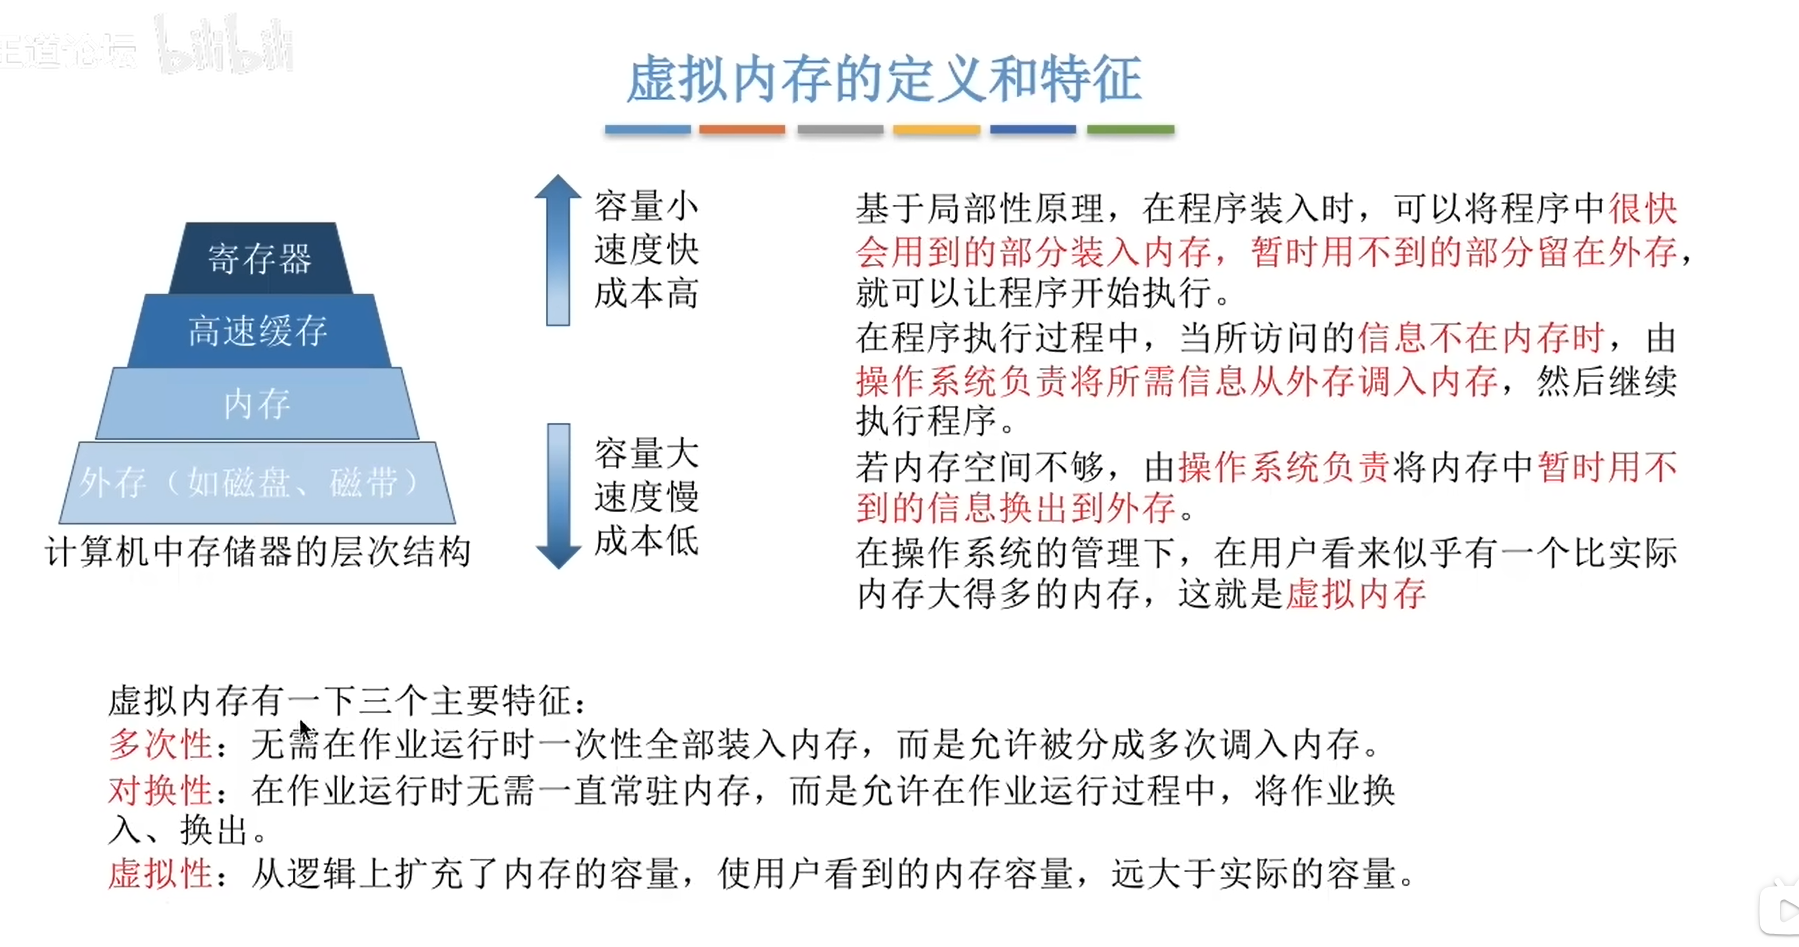 王道论坛 bilibili
虚拟内存的定义和特征
寄存器
高速缓存
内存
外存（如磁盘、磁带）
计算机中存储器的层次结构
容量小
速度快
成本高
容量大
速度慢
成本低
基于局部性原理，在程序装入时，可以将程序中很快
会用到的部分装入内存，暂时用不到的部分留在外存，
就可以让程序开始执行。
在程序执行过程中，当所访问的信息不在内存时，由
操作系统负责将所需信息从外存调入内存，然后继续
执行程序。
若内存空间不够，由操作系统负责将内存中暂时用不
到的信息换出到外存。
在操作系统的管理下，在用户看来似乎有一个比实际
内存大得多的内存，这就是虚拟内存
虚拟内存有一下三个主要特征：
多次性：无需在作业运行时一次性全部装入内存，而是允许被分成多次调入内存。
对换性：在作业运行时无需一直常驻内存，而是允许在作业运行过程中，将作业换
入、换出。
虚拟性：从逻辑上扩充了内存的容量，使用户看到的内存容量，远大于实际的容量。